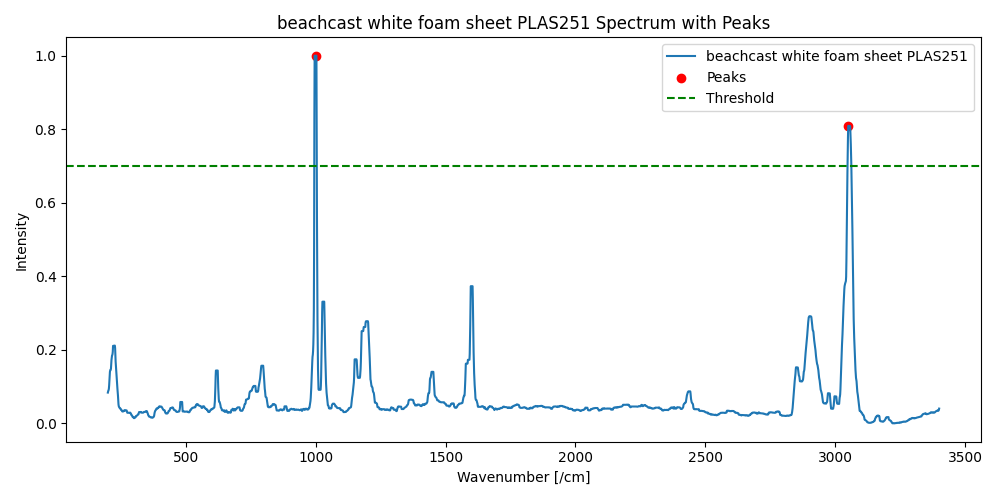 beachcast white foam sheet PLAS251 Spectrum with Peaks
beachcast white foam sheet PLAS251
Peaks
Threshold
1.0
0.8
0.6
0.4
0.2
0.0
Intensity
500
1000
1500
2000
2500
3000
3500
Wavenumber [/cm]